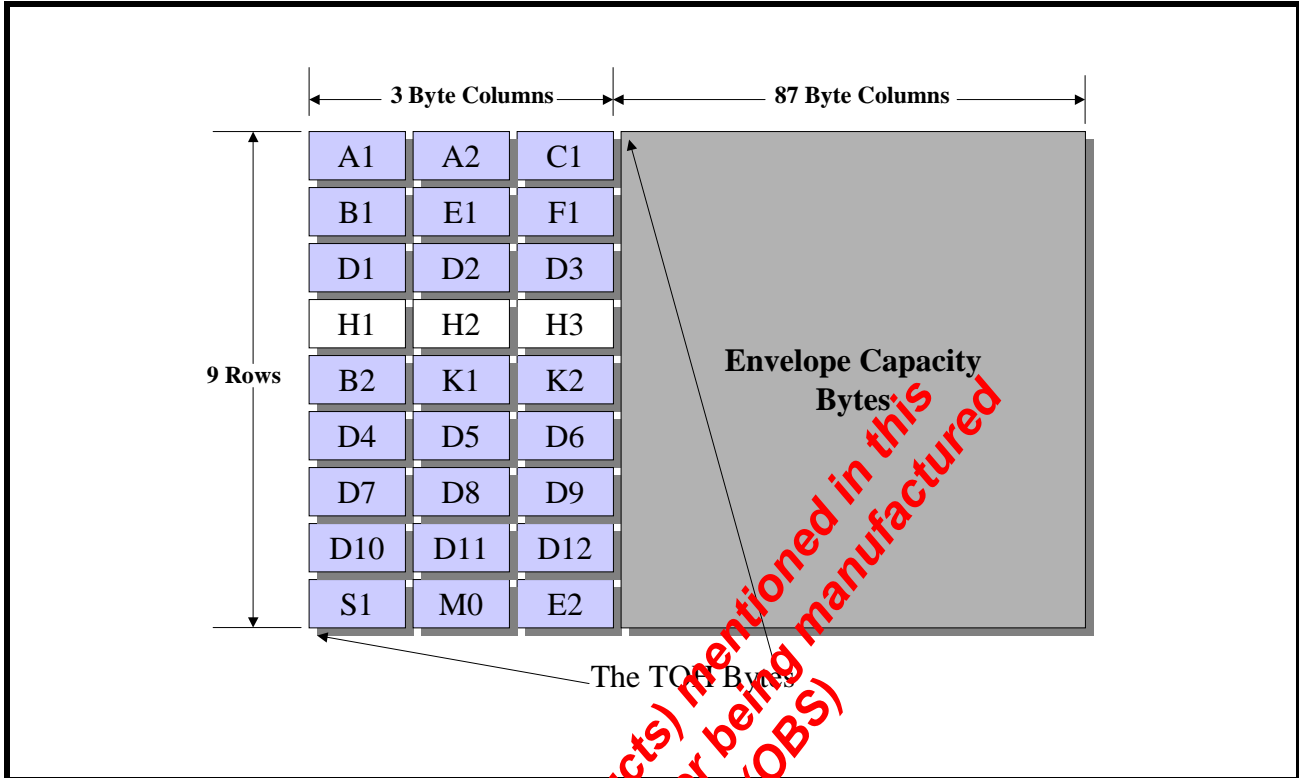 3 Byte Columns 87 Byte Columns
A1 A2 C1
B1 E1 F1
D1 D2 D3
H1 H2 H3
9 Rows
B2 K1 K2
D4 D5 D6
D7 D8 D9
D10 D11 D12
S1 M0 E2
Envelope Capacity
Bytes
The TOH Bytes
mentioned in this
being manufactured
(OBS)